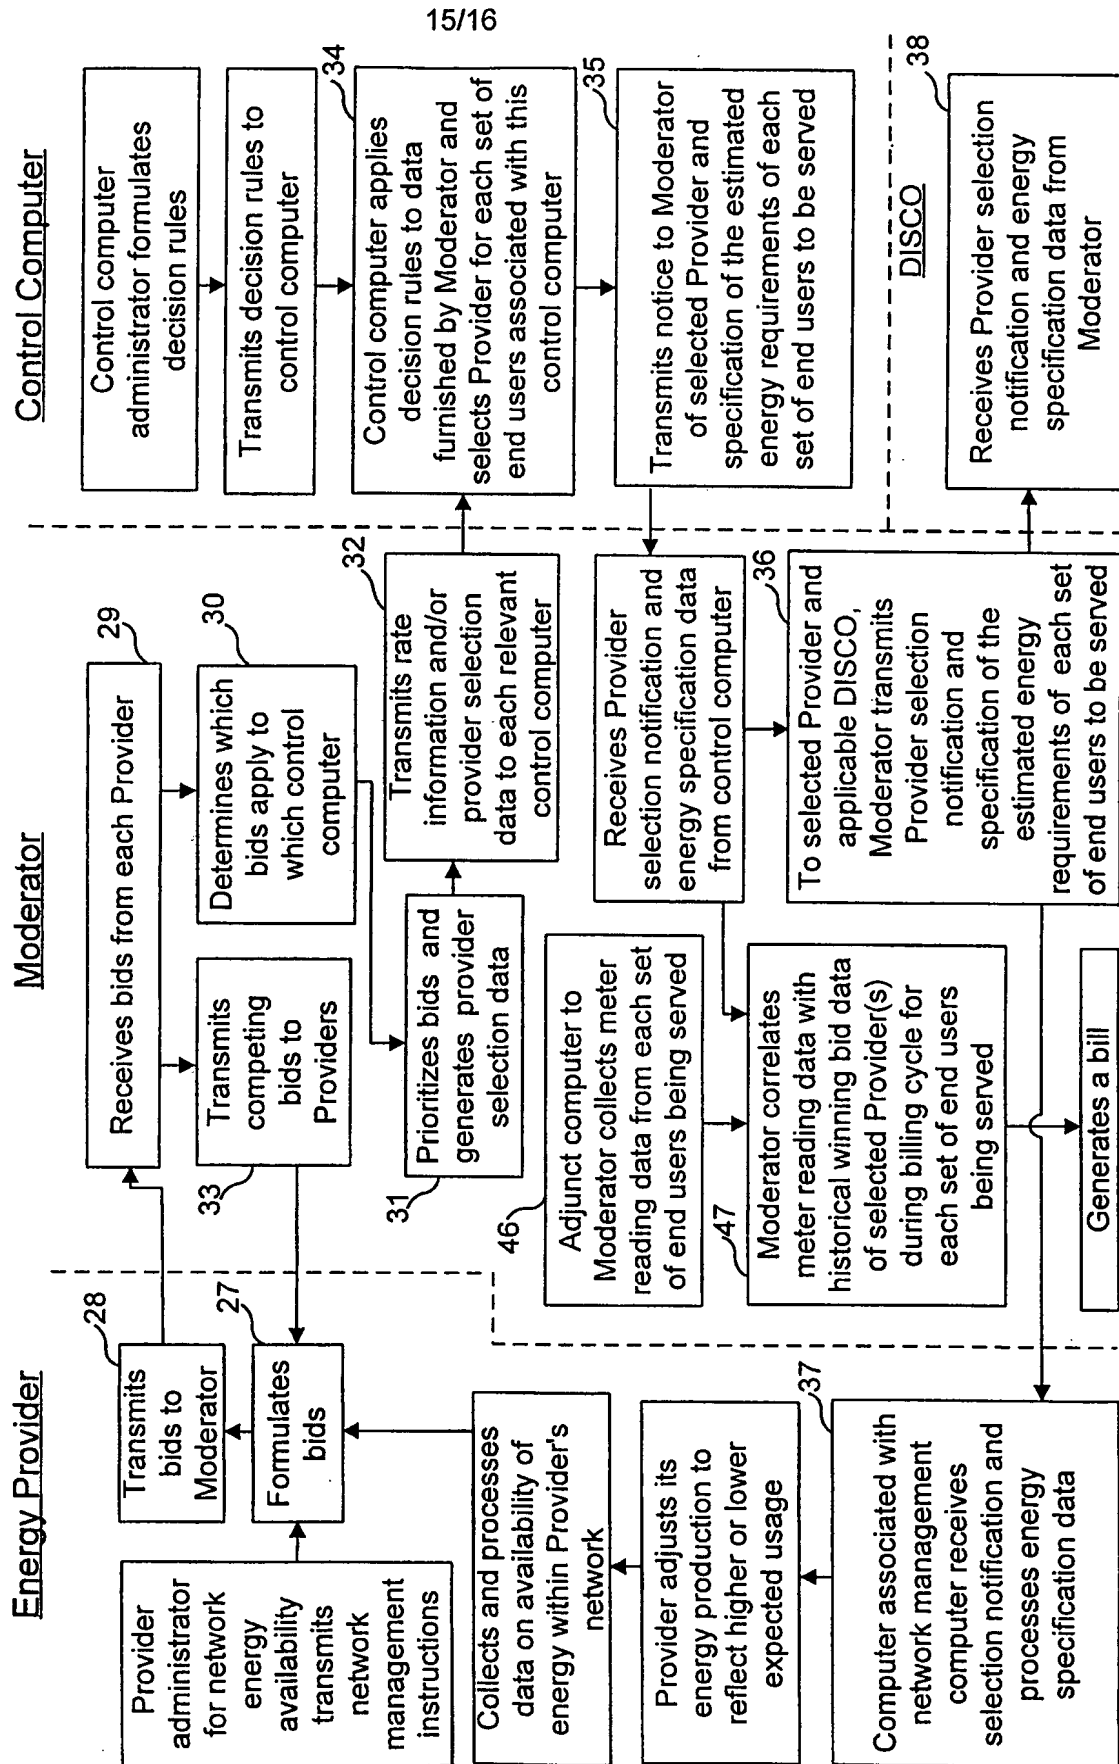 15/16
Energy Provider
Provider
administrator
for network
energy
availability
transmits
network
management
instructions
28
Transmits
bids to
Moderator
27
Formulates
bids
Collects and processes
data on availability of
energy within Provider's
network
Provider adjusts its
energy production to
reflect higher or lower
expected usage
37
Computer associated with
network management
computer receives
selection notification and
processes energy
specification data
Moderator
Receives bids from each Provider
29
33
Transmits
competing
bids to
Providers
30
Determines which
bids apply to
which control
computer
31
Prioritizes bids and
generates provider
selection data
32
Transmits rate
information and/or
provider selection
data to each relevant
control computer
46
Adjunct computer to
Moderator collects meter
reading data from each set
of end users being served
Receives Provider
selection notification and
energy specification data
from control computer
47
Moderator correlates
meter reading data with
historical winning bid data
of selected Provider(s)
during billing cycle for
each set of end users
being served
36
To selected Provider and
applicable DISCO,
Moderator transmits
Provider selection
notification and
specification of the
estimated energy
requirements of each set
of end users to be served
Generates a bill
Control Computer
Control computer
administrator formulates
decision rules
Transmits decision rules to
control computer
34
Control computer applies
decision rules to data
furnished by Moderator and
selects Provider for each set of
end users associated with this
control computer
35
Transmits notice to Moderator
of selected Provider and
specification of the estimated
energy requirements of each
set of end users to be served
DISCO
38
Receives Provider selection
notification and energy
specification data from
Moderator